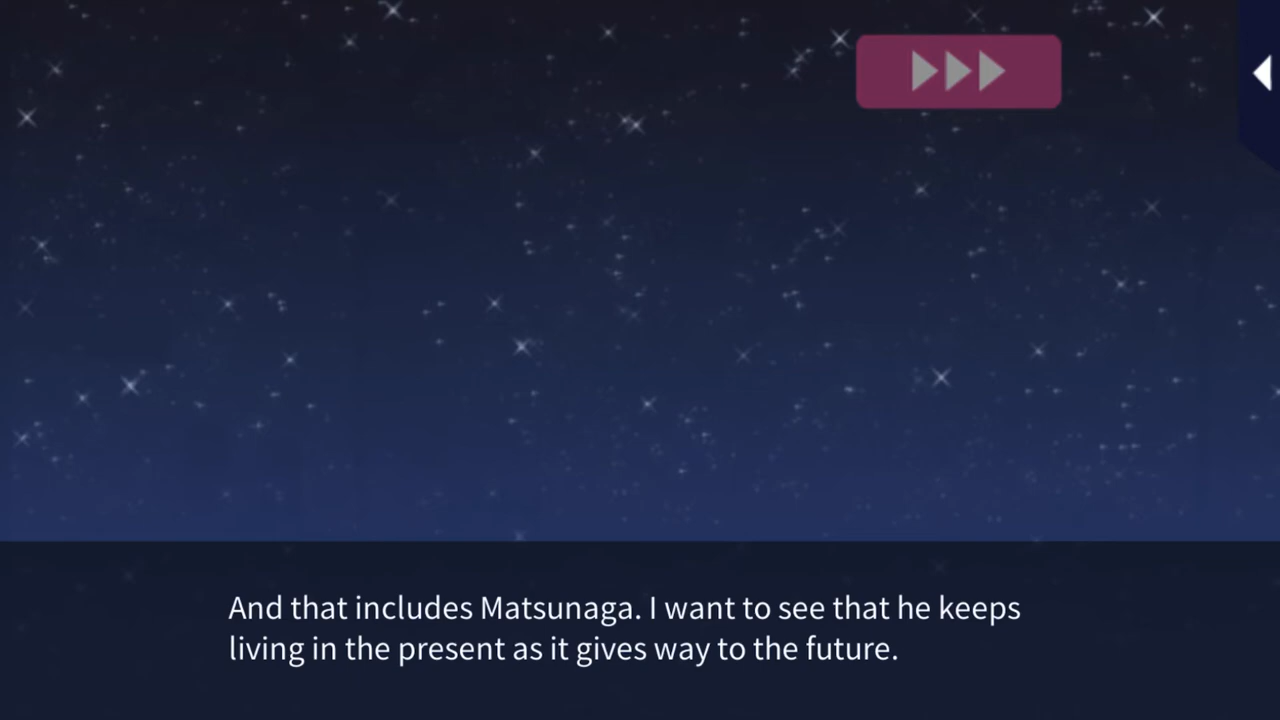 And that includes Matsunaga. I want to see that he keeps
living in the present as it gives way to the future.